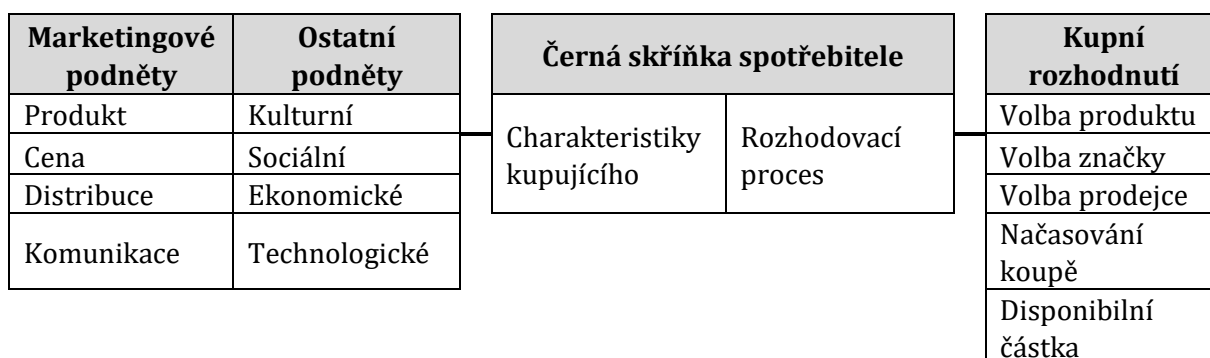 Marketingové
podněty
Ostatní
podněty
Produkt
Kulturní
Cena
Sociální
Distribuce
Ekonomické
Komunikace
Technologické
Černá skříňka spotřebitele
Charakteristiky
kupujícího
Rozhodovací
proces
Kupní
rozhodnutí
Volba produktu
Volba značky
Volba prodejce
Načasování
koupě
Disponibilní
částka